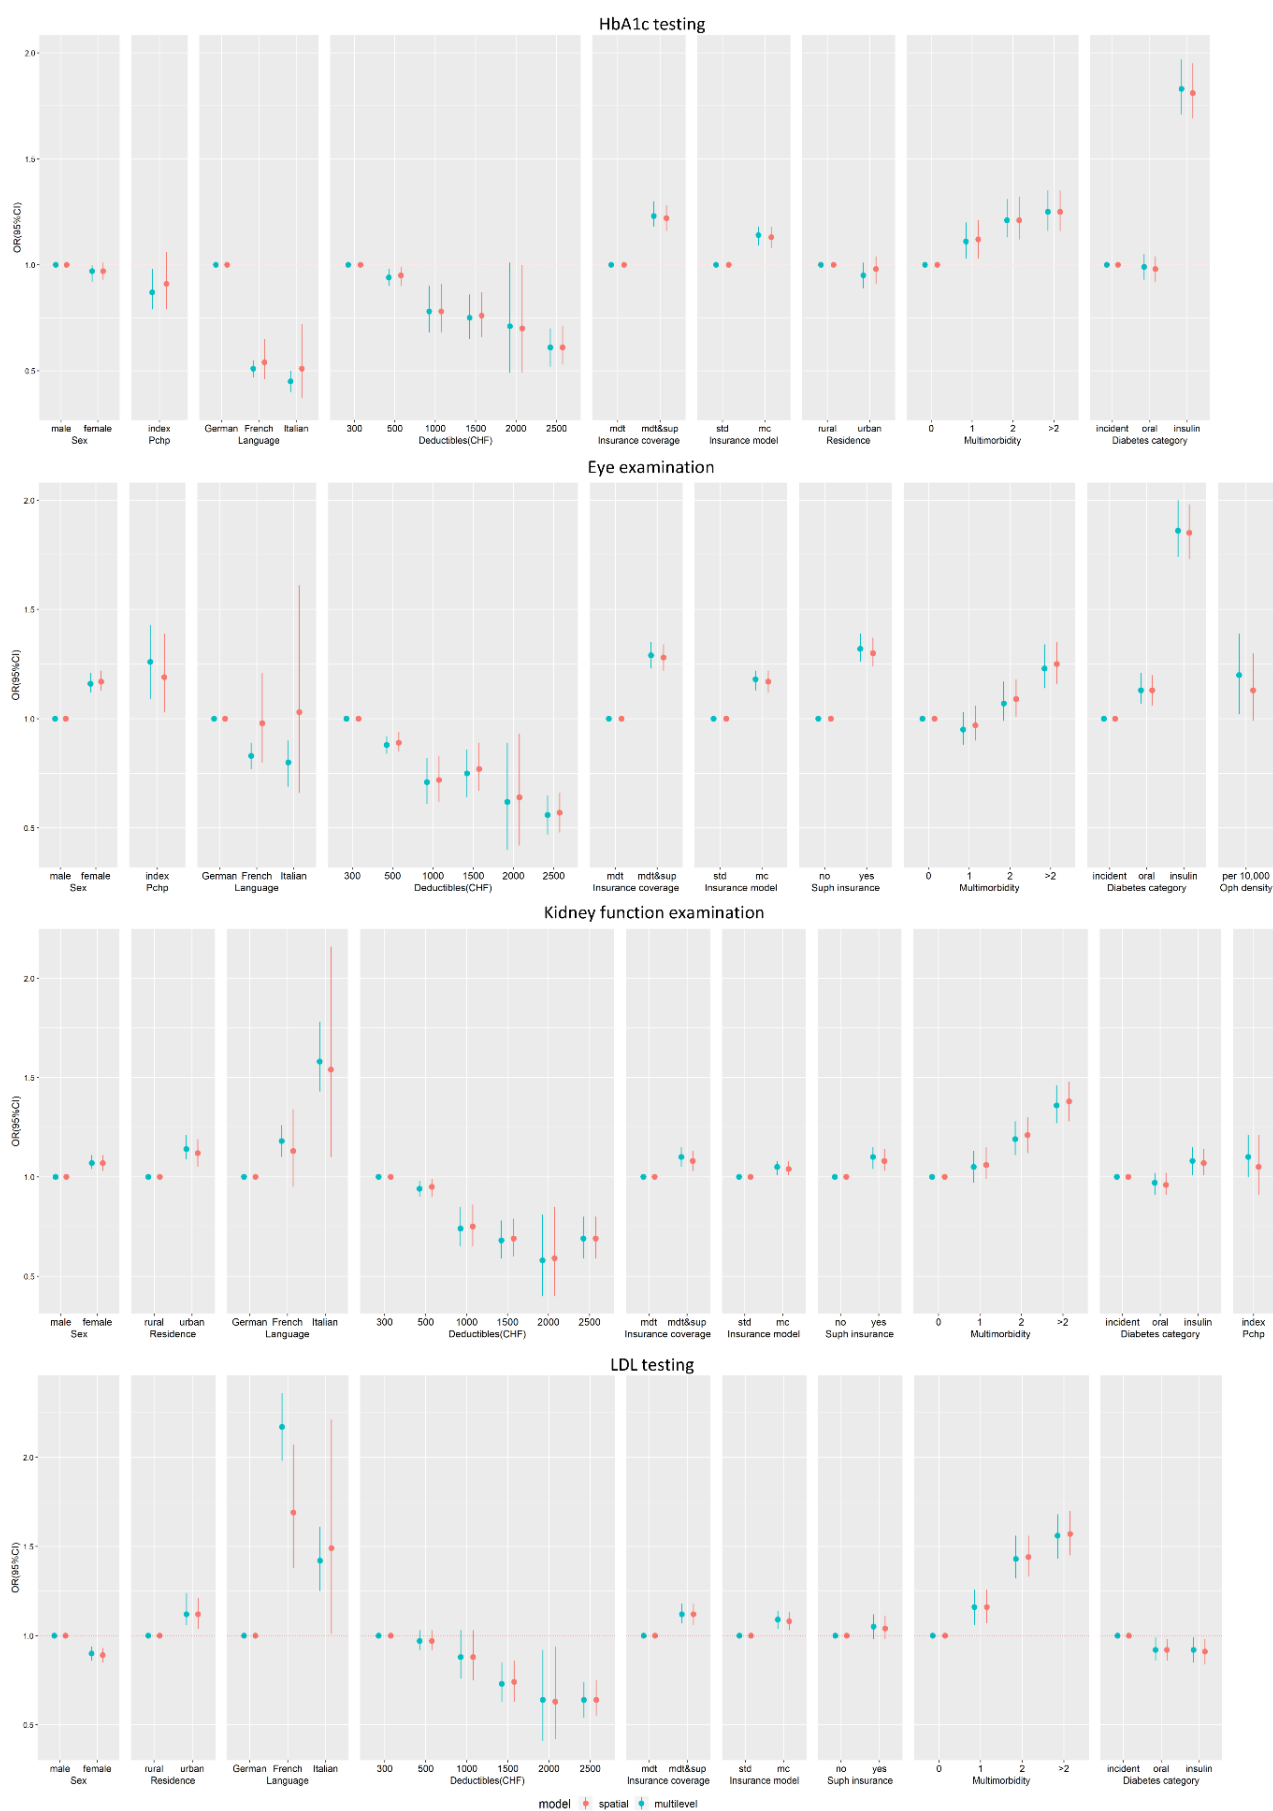 HbA1c testing
2.0
1.5
1.0
0.5
OR(95%CI)
male female index German French Italian 300 500 1000 1500 2000 2500 mdt mdt&sup std mc rural urban 0 1 2 >2 incident oral insulin
Sex Pchp Language Deductibles(CHF) Insurance coverage Insurance model Residence Multimorbidity Diabetes category
Eye examination
2.0
1.5
1.0
0.5
OR(95%CI)
male female index German French Italian 300 500 1000 1500 2000 2500 mdt mdt&sup std mc no yes 0 1 2 >2 incident oral insulin per 10,000
Sex Pchp Language Deductibles(CHF) Insurance coverage Insurance model Suph insurance Multimorbidity Diabetes category Oph density
Kidney function examination
2.0
1.5
1.0
0.5
OR(95%CI)
male female rural urban German French Italian 300 500 1000 1500 2000 2500 mdt mdt&sup std mc no yes 0 1 2 >2 incident oral insulin index
Sex Residence Language Deductibles(CHF) Insurance coverage Insurance model Suph insurance Multimorbidity Diabetes category Pchp
LDL testing
2.0
1.5
1.0
0.5
OR(95%CI)
male female rural urban German French Italian 300 500 1000 1500 2000 2500 mdt mdt&sup std mc no yes 0 1 2 >2 incident oral insulin
Sex Residence Language Deductibles(CHF) Insurance coverage Insurance model Suph insurance Multimorbidity Diabetes category
model spatial multilevel